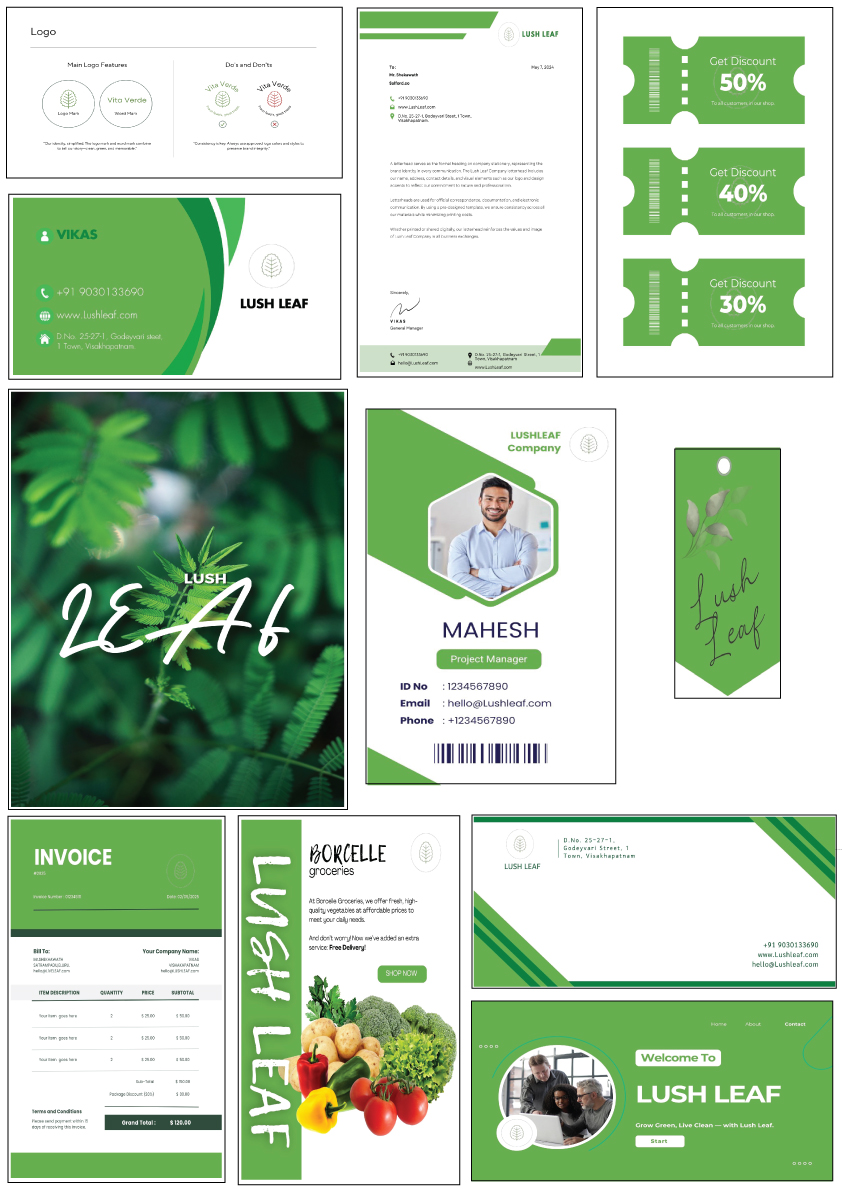 Logo
Main Logo Features
Logo Mark
Vita Verde
Word Mark
"Our identity, simplified. The logo mark and word mark combine
to tell our story—clean, green, and memorable."
Do's and Don'ts
Vita Verde
Vita Verde
"Consistency is key. Always use approved logo colors and styles to
preserve brand integrity."
VIKAS
+91 9030133690
www.Lushleaf.com
D.No. 25-27-1, Godeyvari steet
1 Town, Visakhapatnam.
LUSH LEAF
LUSH LEAF
To:
May 7, 2024
Mr. Shekawath
Salford.co
+91 9030133690
www.LushLeaf.com
D.No. 25-27-1, Godeyvari Street, 1 Town,
Visakhapatnam.
A letterhead serves as the formal heading on company stationery, representing the
brand identity in every communication. The Lush Leaf Company letterhead includes
our name, address, contact details, and visual elements such as our logo and design
accents to reflect our commitment to nature and professionalism.
Letterheads are used for official correspondence, documentation, and electronic
communication. By using a pre-designed template, we ensure consistency across all
our materials while minimizing printing costs.
Whether printed or shared digitally, our letterhead reinforces the values and image
of Lush Leaf Company in all business exchanges.
Sincerely,
VIKAS
General Manager
+91 9030133690
hello@LushLeaf.com
D.No. 25-27-1, Godeyvari Street, 1
Town, Visakhapatnam
www.LushLeaf.com
Get Discount
50%
To all customers in our shop.
Get Discount
40%
To all customers in our shop.
Get Discount
30%
To all customers in our shop.
LUSH
LEAf
LUSHLEAF
Company
MAHESH
Project Manager
ID No : 1234567890
Email : hello@Lushleaf.com
Phone : +1234567890
Lush
Leaf
INVOICE
Invoice Number:
Date:
Bill To:
hello@LUSHLEAF.com
Your Company Name:
VIKAS
VISHAKAPATNAM
hello@LUSHLEAF.com
ITEM DESCRIPTION QUANTITY PRICE SUBTOTAL
Your item goes here 2 $ 25.00 $ 50.00
Your item goes here 2 $ 25.00 $ 50.00
Your item goes here 2 $ 25.00 $ 50.00
Sub-Total $ 150.00
Package Discount (20%) $ 30.00
Grand Total : $ 120.00
Terms and Conditions
Please send payment within 15
days of receiving this invoice.
LUSH LEAF
BORCELLE
groceries
At Borcelle Groceries, we offer fresh, high-
quality vegetables at affordable prices to
meet your daily needs.
And don't worry! Now we've added an extra
service: Free Delivery!
SHOP NOW
LUSH LEAF
D.No. 25-27-1,
Godeyvari Street, 1
Town, Visakhapatnam
+91 9030133690
www.Lushleaf.com
hello@Lushleaf.com
Home About Contact
Welcome To
LUSH LEAF
Grow Green, Live Clean — with Lush Leaf.
Start